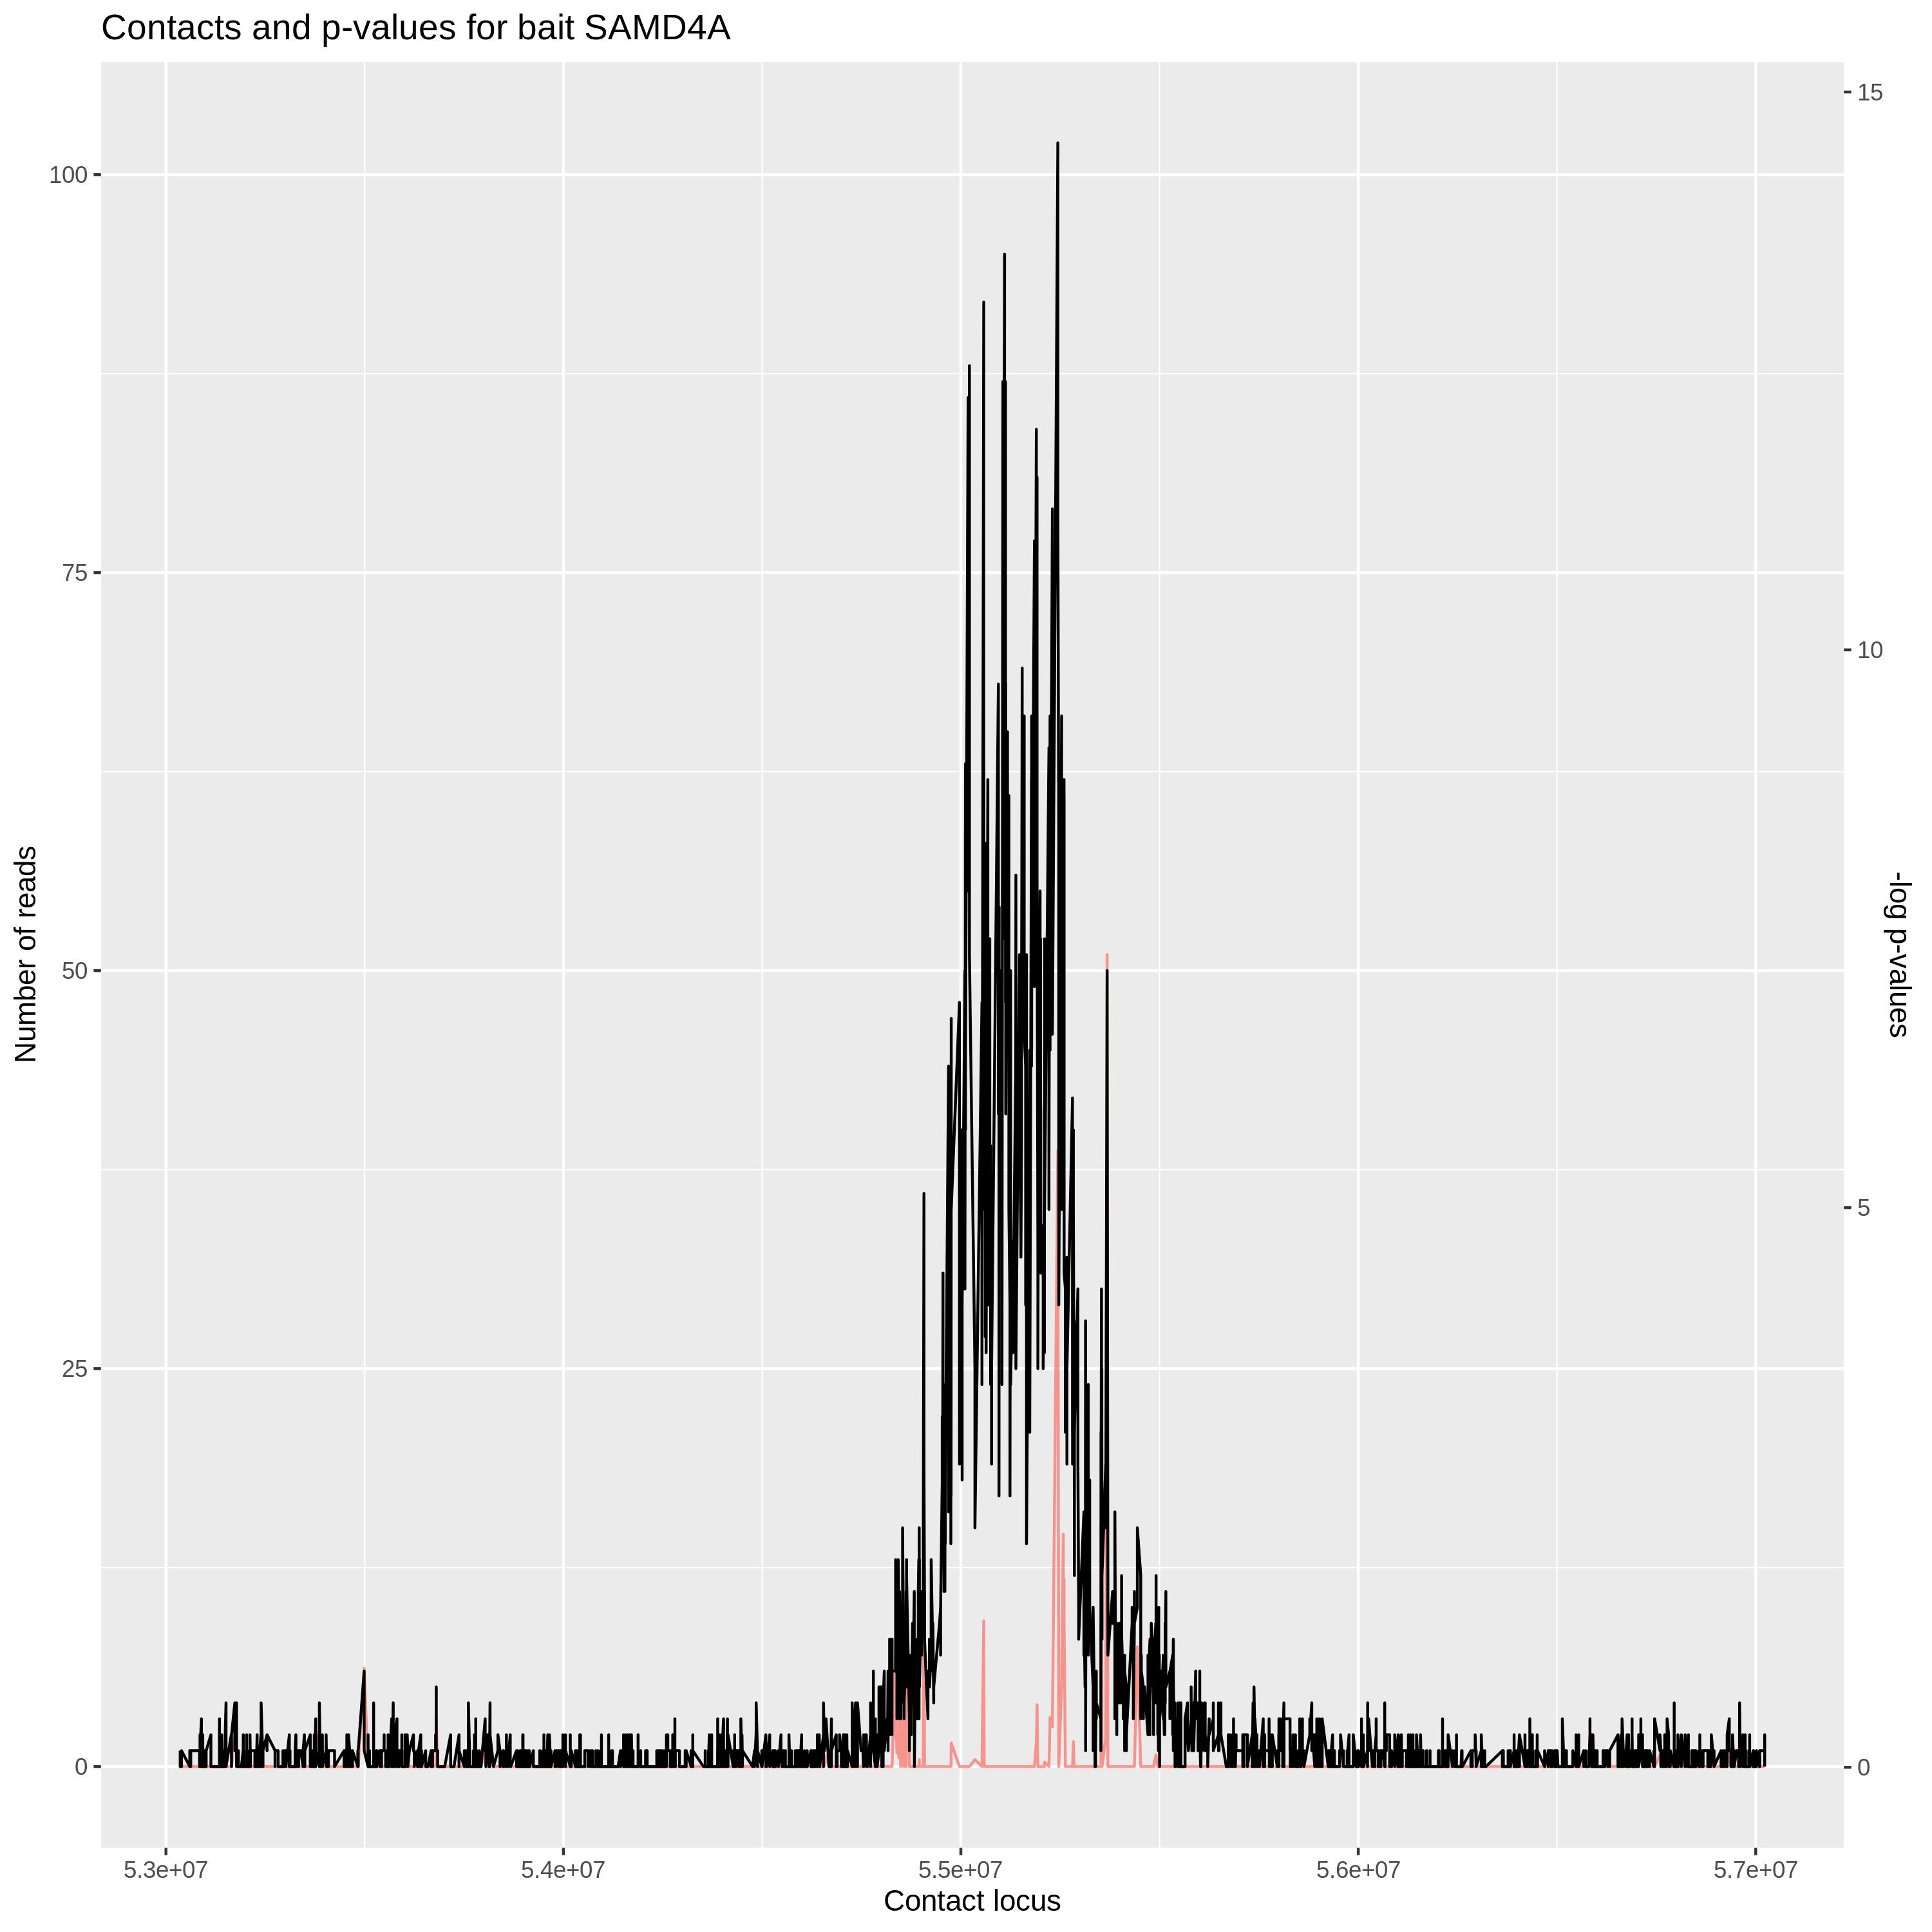 Contacts and p-values for bait SAMD4A
100
75
50
25
0
Number of reads
15
10
5
0
-log p-values
5.3e+07
5.4e+07
5.5e+07
5.6e+07
5.7e+07
Contact locus